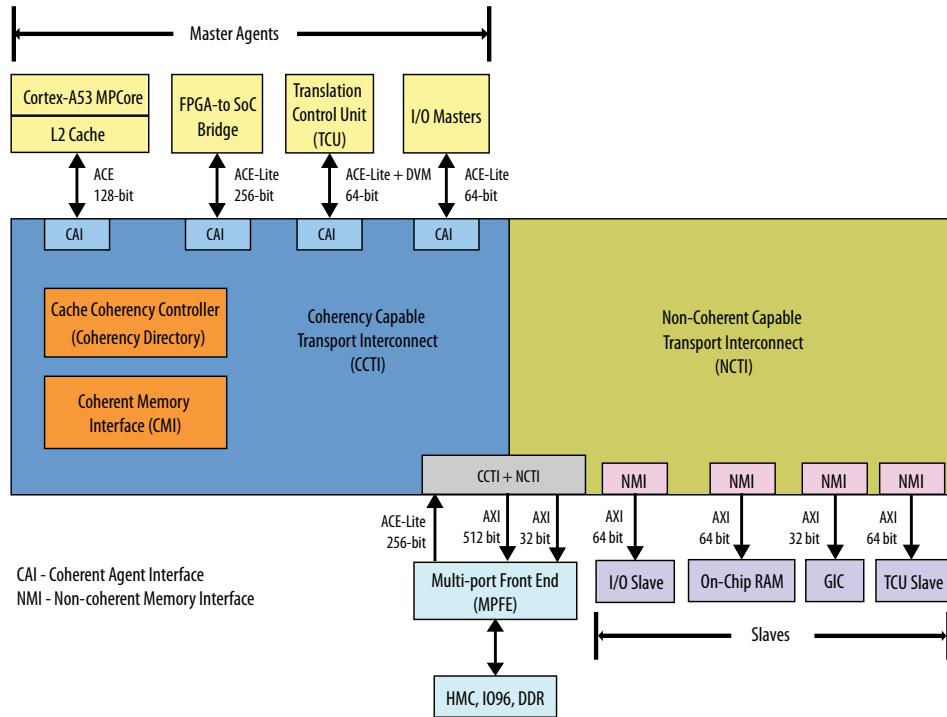 Master Agents
Cortex-A53 MPCore
L2 Cache
FPGA-to SoC
Bridge
Translation
Control Unit
(TCU)
I/O Masters
ACE
128-bit
ACE-Lite
256-bit
ACE-Lite + DVM
64-bit
ACE-Lite
64-bit
CAI
CAI
CAI
CAI
Cache Coherency Controller
(Coherency Directory)
Coherent Memory
Interface (CMI)
Coherency Capable
Transport Interconnect
(CCTI)
Non-Coherent Capable
Transport Interconnect
(NCTI)
CCTI + NCTI
NMI
NMI
NMI
NMI
ACE-Lite
256-bit
AXI
512 bit
AXI
32 bit
AXI
64 bit
AXI
64 bit
AXI
32 bit
AXI
64 bit
CAI - Coherent Agent Interface
NMI - Non-coherent Memory Interface
Multi-port Front End
(MPFE)
I/O Slave
On-Chip RAM
GIC
TCU Slave
Slaves
HMC, IO96, DDR